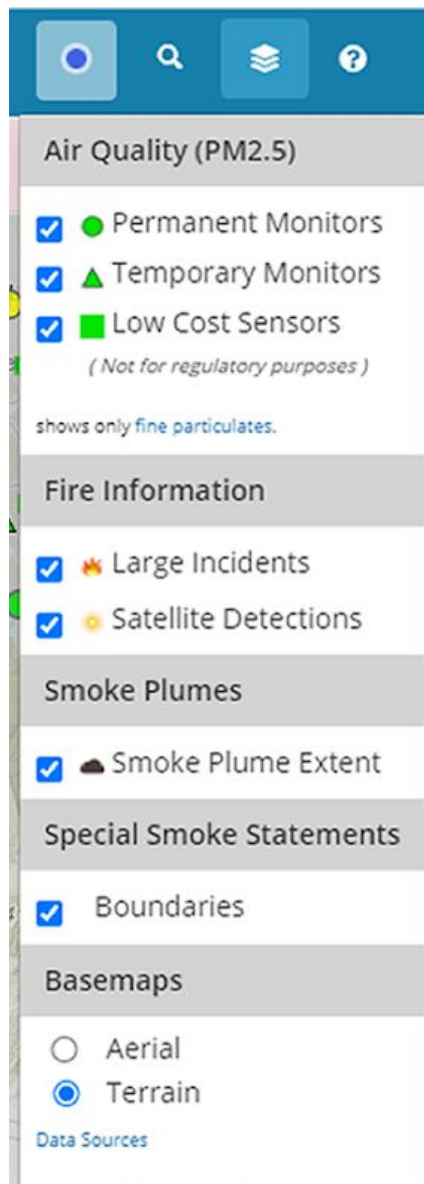 Air Quality (PM2.5)
Permanent Monitors
Temporary Monitors
Low Cost Sensors
( Not for regulatory purposes )
shows only fine particulates.
Fire Information
Large Incidents
Satellite Detections
Smoke Plumes
Smoke Plume Extent
Special Smoke Statements
Boundaries
Basemaps
Aerial
Terrain
Data Sources